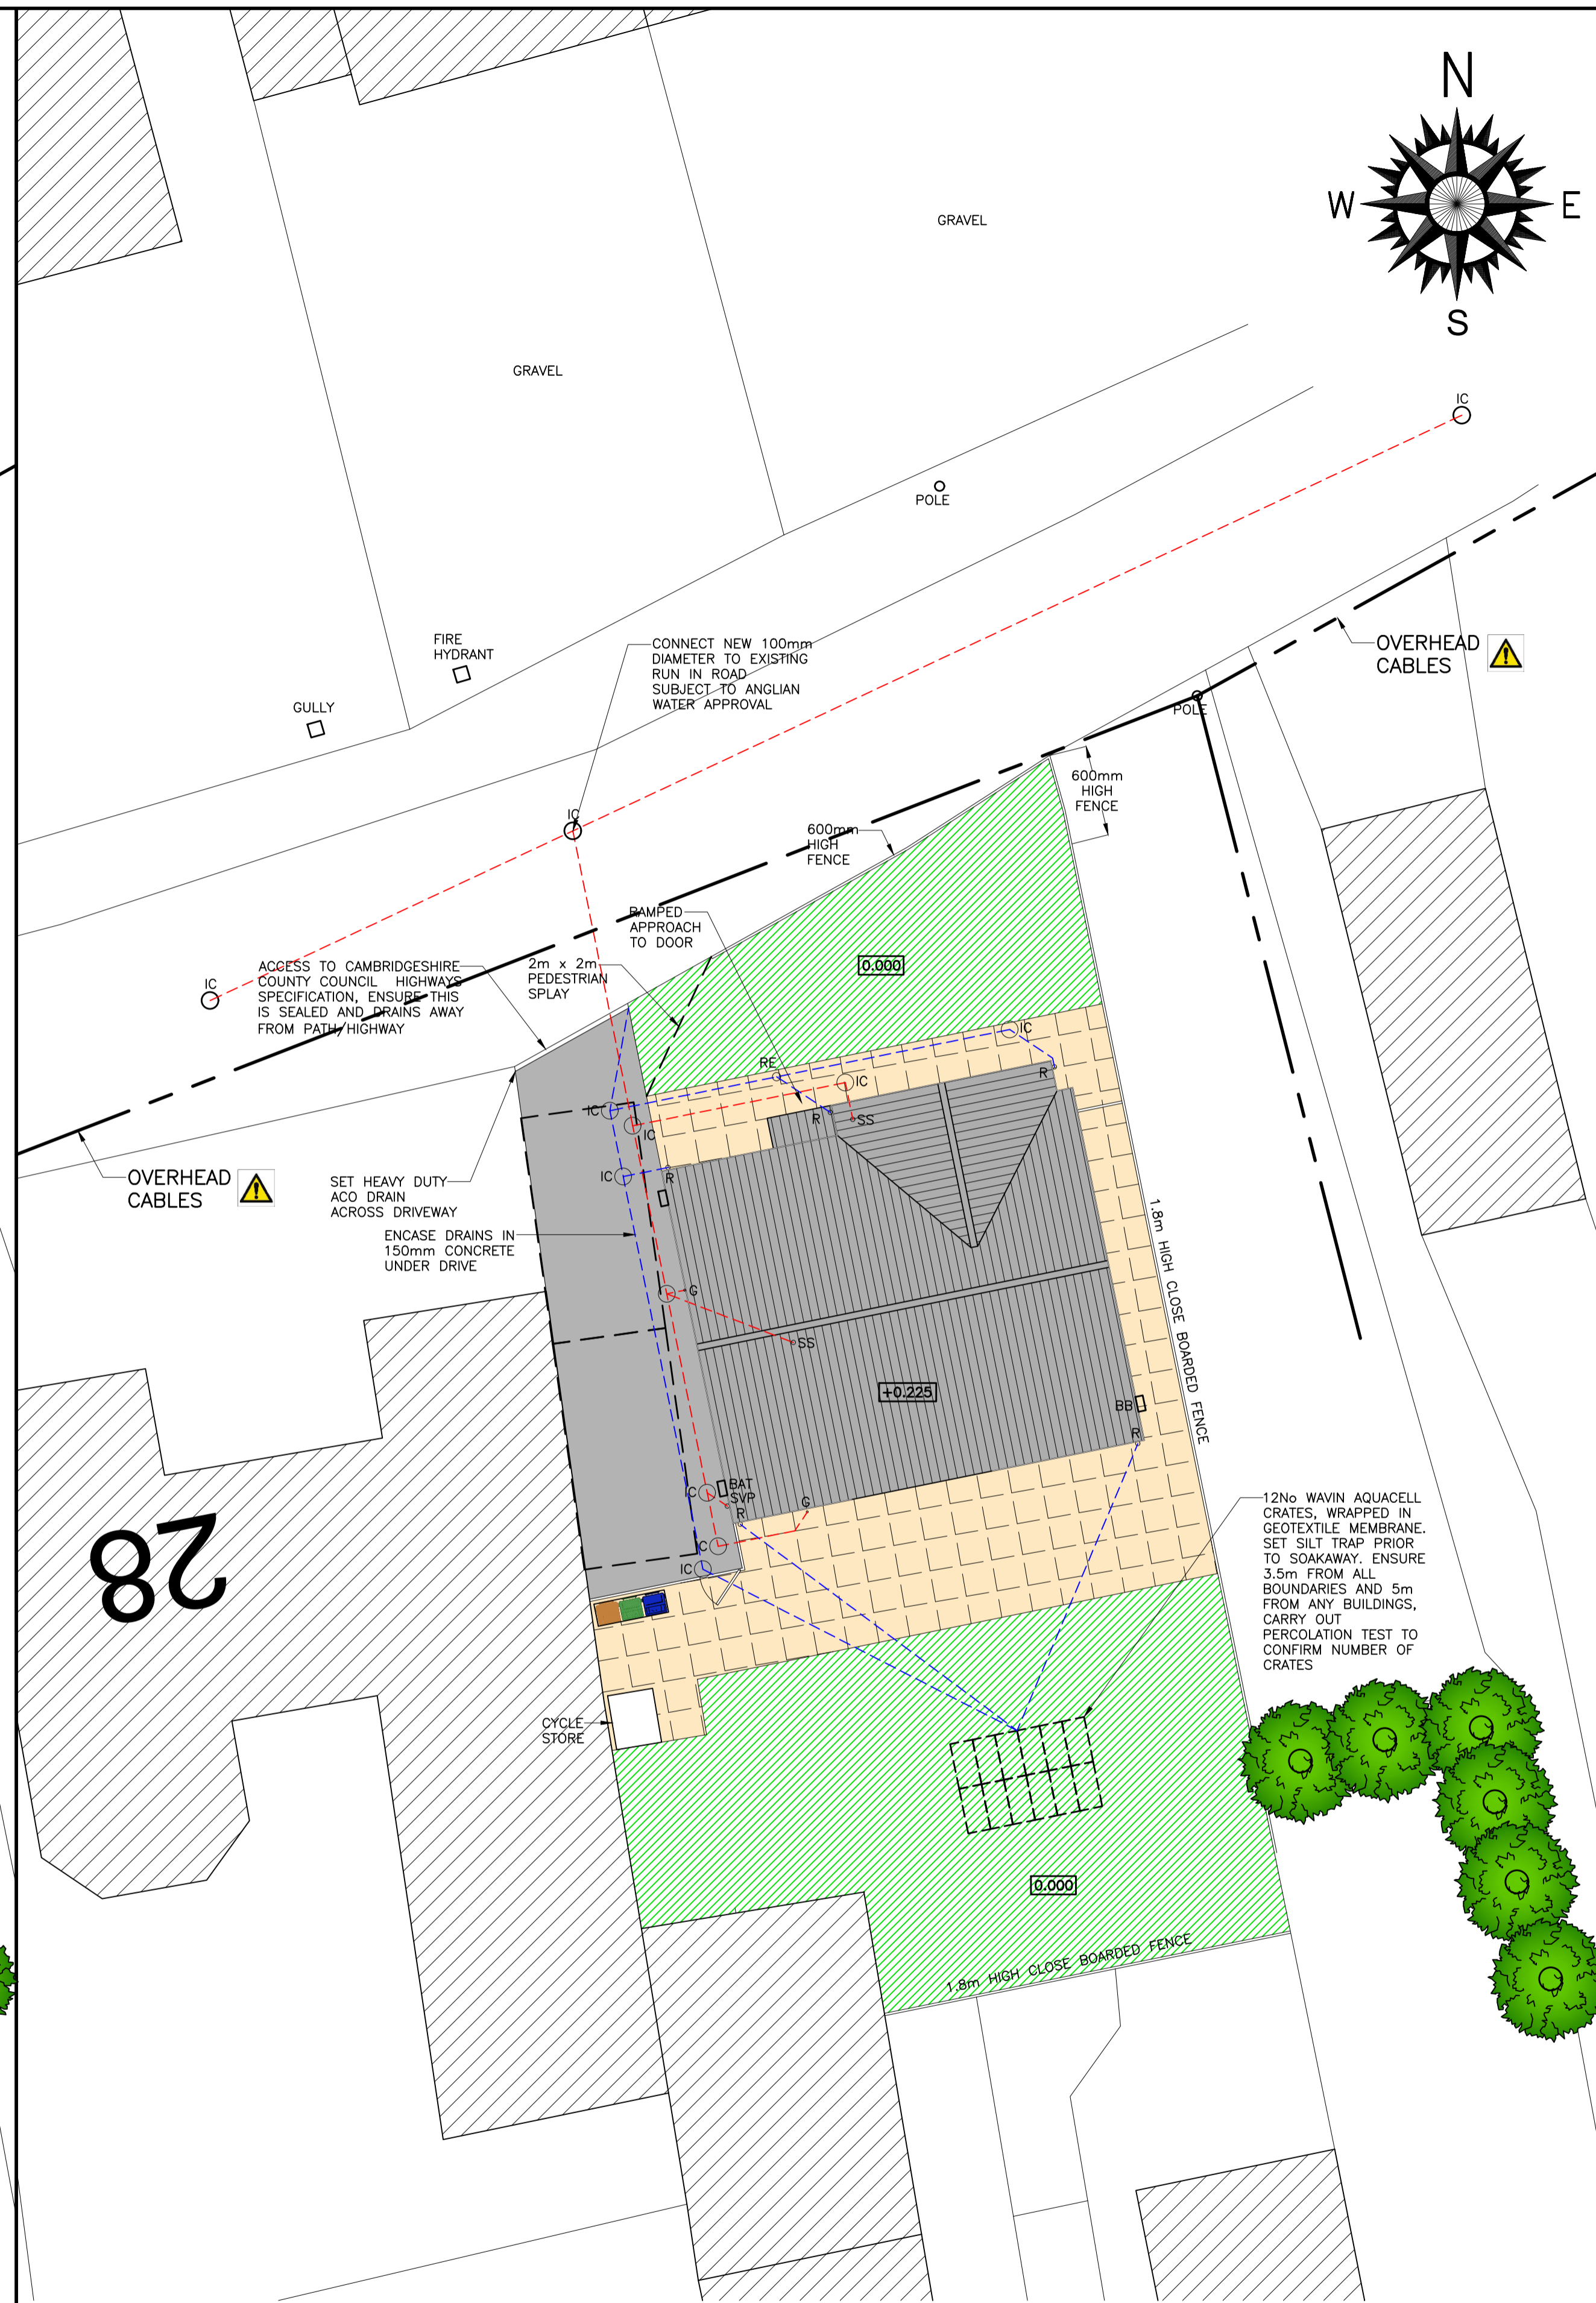 N
W
E
S
GRAVEL
GRAVEL
IC
POLE
FIRE
HYDRANT
GULLY
CONNECT NEW 100mm
DIAMETER TO EXISTING
RUN IN ROAD
SUBJECT TO ANGLIAN
WATER APPROVAL
OVERHEAD
CABLES
POLE
600mm
HIGH
FENCE
IC
600mm
HIGH
FENCE
RAMPED
APPROACH
TO DOOR
2m x 2m
PEDESTRIAN
SPLAY
0.000
IC
ACCESS TO CAMBRIDGESHIRE
COUNTY COUNCIL HIGHWAYS
SPECIFICATION, ENSURE THIS
IS SEALED AND DRAINS AWAY
FROM PATH/HIGHWAY
IC
RE
IC
R
IC
R
SS
IC
IC
R
OVERHEAD
CABLES
SET HEAVY DUTY
ACO DRAIN
ACROSS DRIVEWAY
ENCASE DRAINS IN
150mm CONCRETE
UNDER DRIVE
1.8m HIGH CLOSE BOARDED FENCE
G
SS
+0.225
BB
R
IC
BAT
SVP
R
G
IC
IC
28
12No WAVIN AQUACELL
CRATES, WRAPPED IN
GEOTEXTILE MEMBRANE.
SET SILT TRAP PRIOR
TO SOAKAWAY. ENSURE
3.5m FROM ALL
BOUNDARIES AND 5m
FROM ANY BUILDINGS,
CARRY OUT
PERCOLATION TEST TO
CONFIRM NUMBER OF
CRATES
CYCLE
STORE
0.000
1.8m HIGH CLOSE BOARDED FENCE